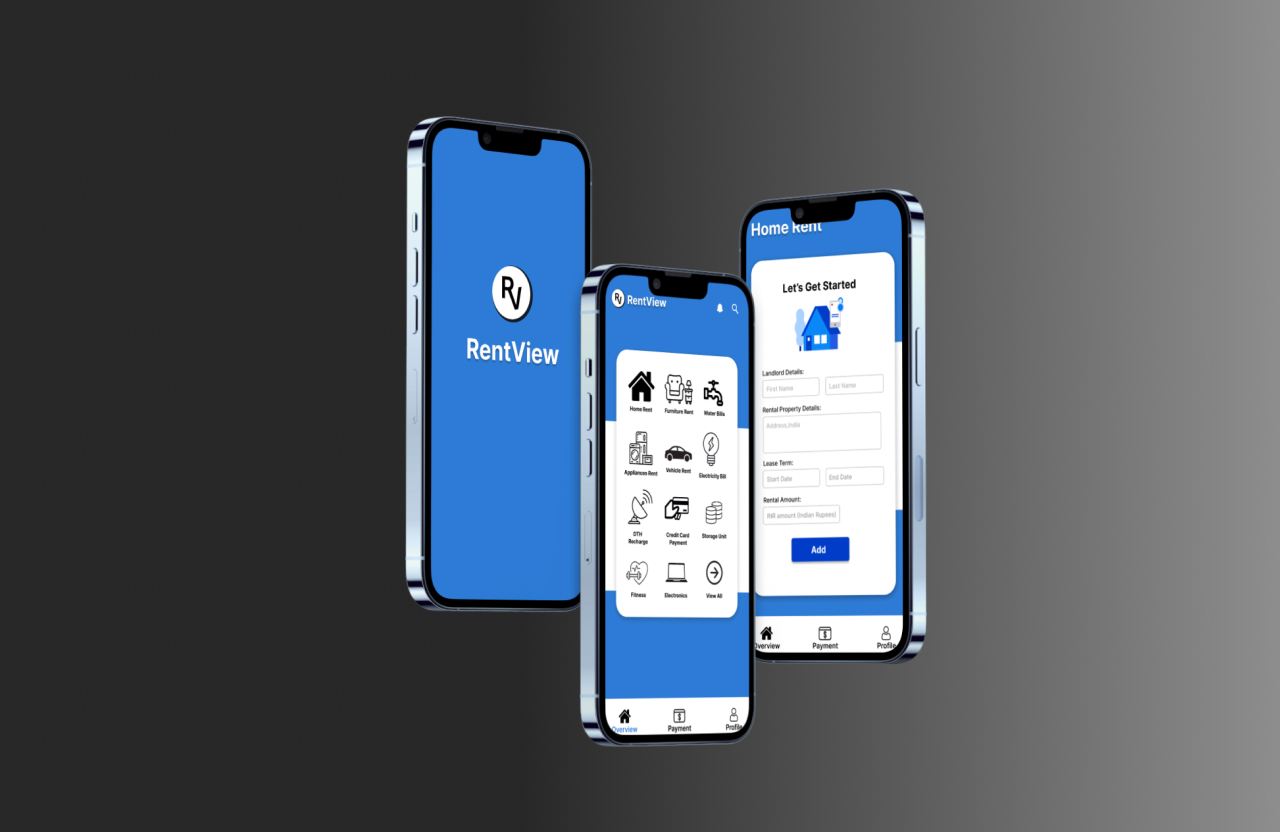 RV
RentView
RV RentView
Home Rent
Furniture Rent
Water Bills
Appliances Rent
Vehicle Rent
Electricity Bill
DTH
Recharge
Credit Card
Payment
Storage Unit
Fitness
Electronics
View All
Overview
Payment
Profile
Home Rent
Let's Get Started
Landlord Details:
First Name
Last Name
Rental Property Details:
Address,India
Lease Term:
Start Date
End Date
Rental Amount:
INR amount (Indian Rupees)
Add
Overview
Payment
Profile